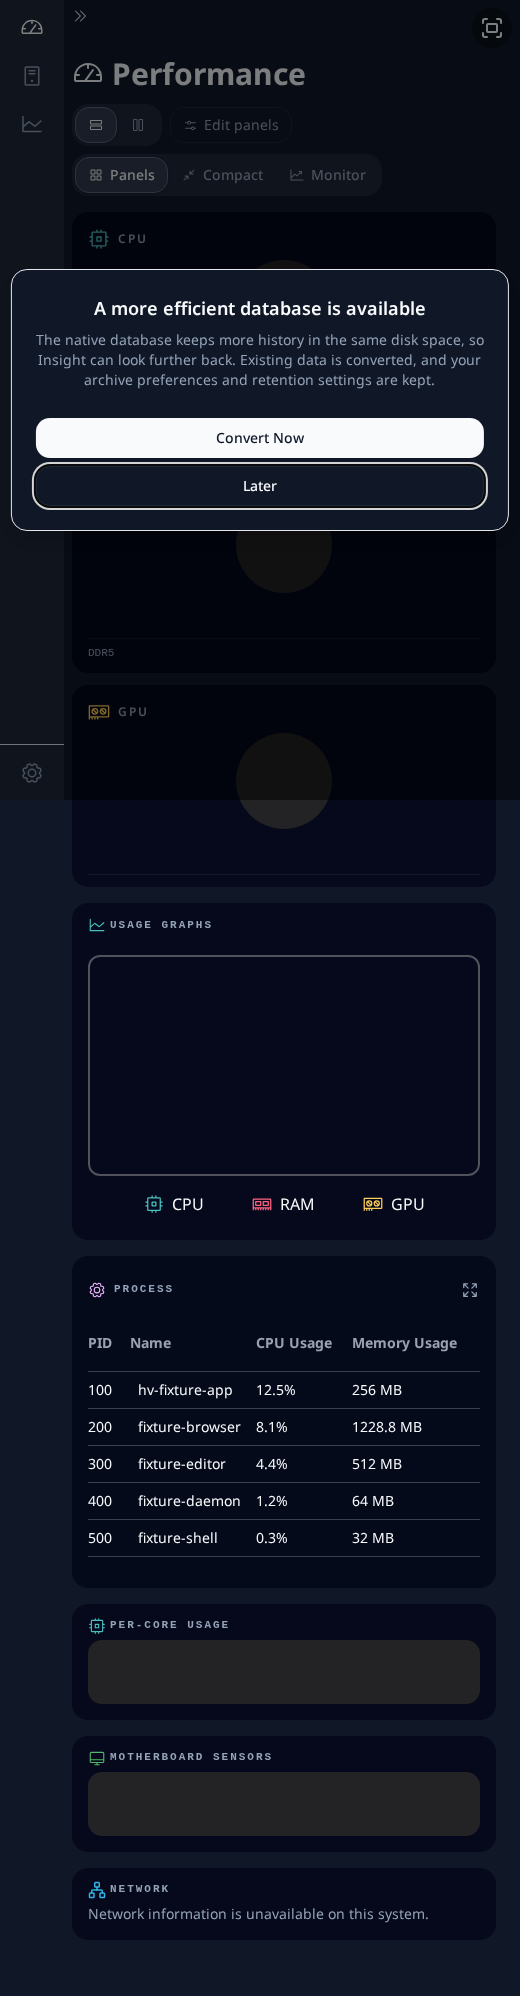 Performance
Edit panels
Panels
Compact
Monitor
CPU
A more efficient database is available
The native database keeps more history in the same disk space, so
Insight can look further back. Existing data is converted, and your
archive preferences and retention settings are kept.
Convert Now
Later
DDR5
GPU
USAGE GRAPHS
CPU RAM GPU
PROCESS
PID Name CPU Usage Memory Usage
100 hv-fixture-app 12.5% 256 MB
200 fixture-browser 8.1% 1228.8 MB
300 fixture-editor 4.4% 512 MB
400 fixture-daemon 1.2% 64 MB
500 fixture-shell 0.3% 32 MB
PER-CORE USAGE
MOTHERBOARD SENSORS
NETWORK
Network information is unavailable on this system.